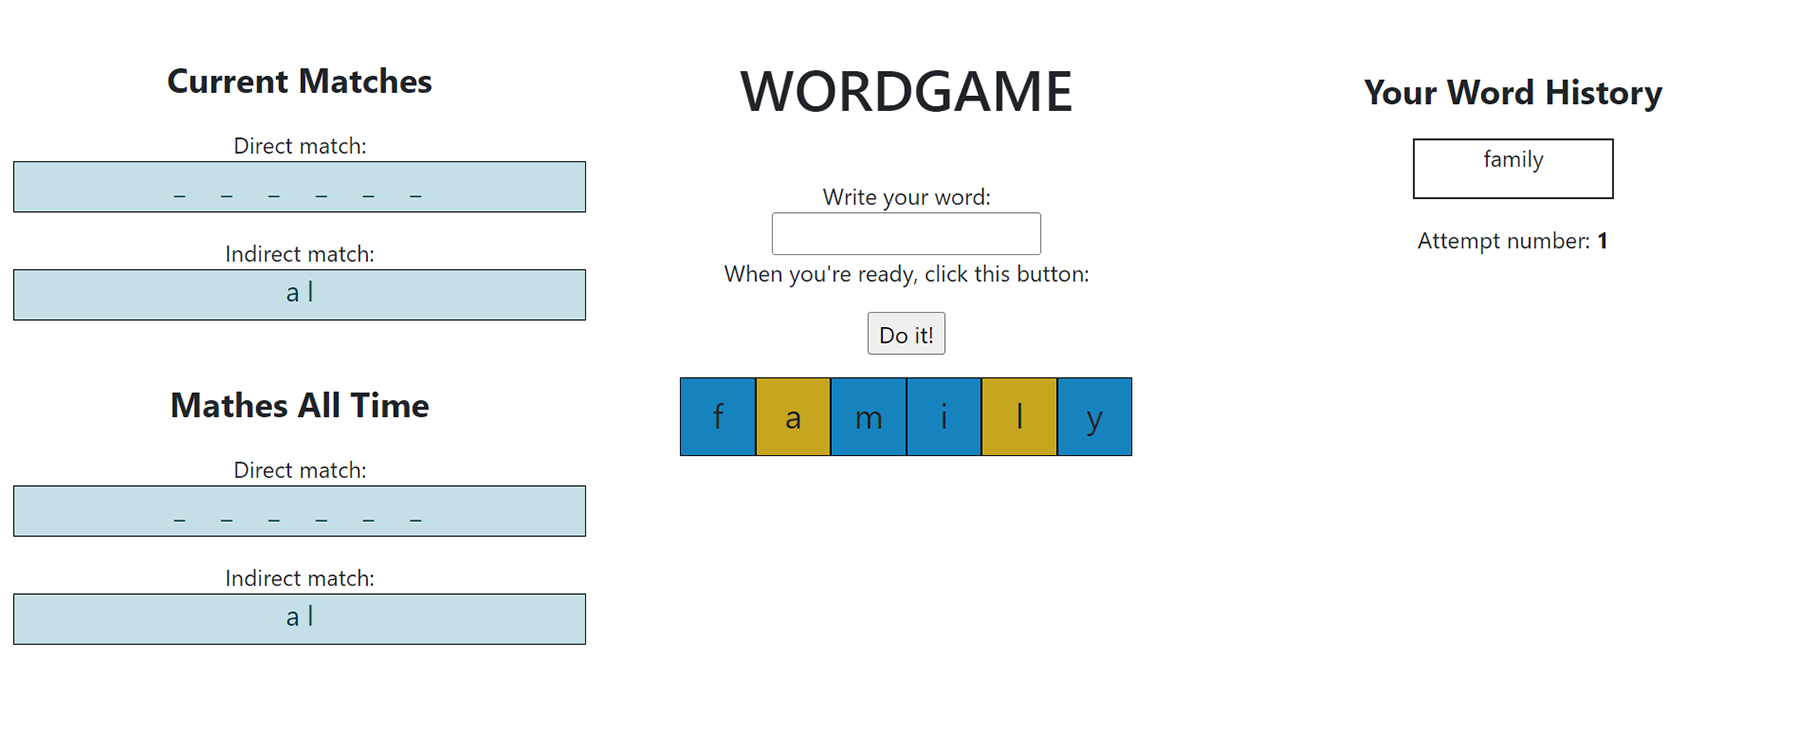 Current Matches
Direct match:
_ _ _ _ _ _
Indirect match:
a l
Mathes All Time
Direct match:
_ _ _ _ _ _
Indirect match:
a l
WORDGAME
Write your word:
When you're ready, click this button:
Do it!
f a m i l y
Your Word History
family
Attempt number: 1